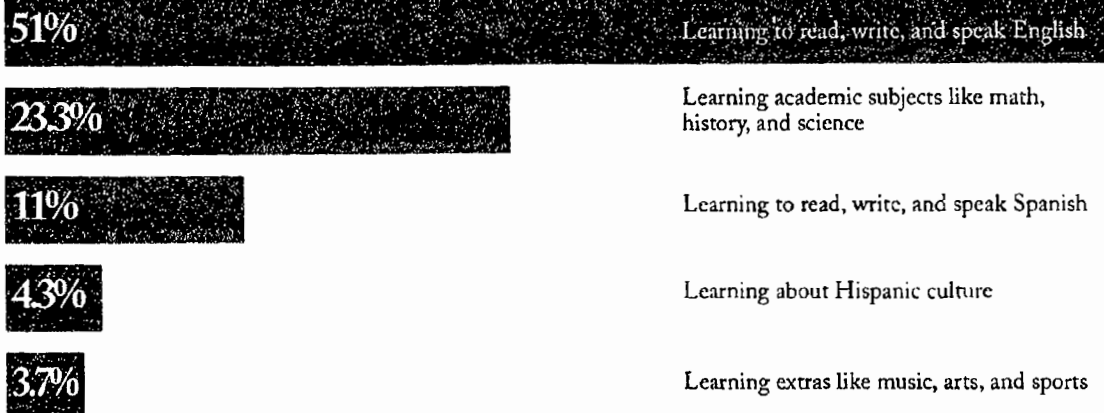 51%
Learning to read, write, and speak English
23.3%
Learning academic subjects like math,
history, and science
11%
Learning to read, write, and speak Spanish
4.3%
Learning about Hispanic culture
3.7%
Learning extras like music, arts, and sports